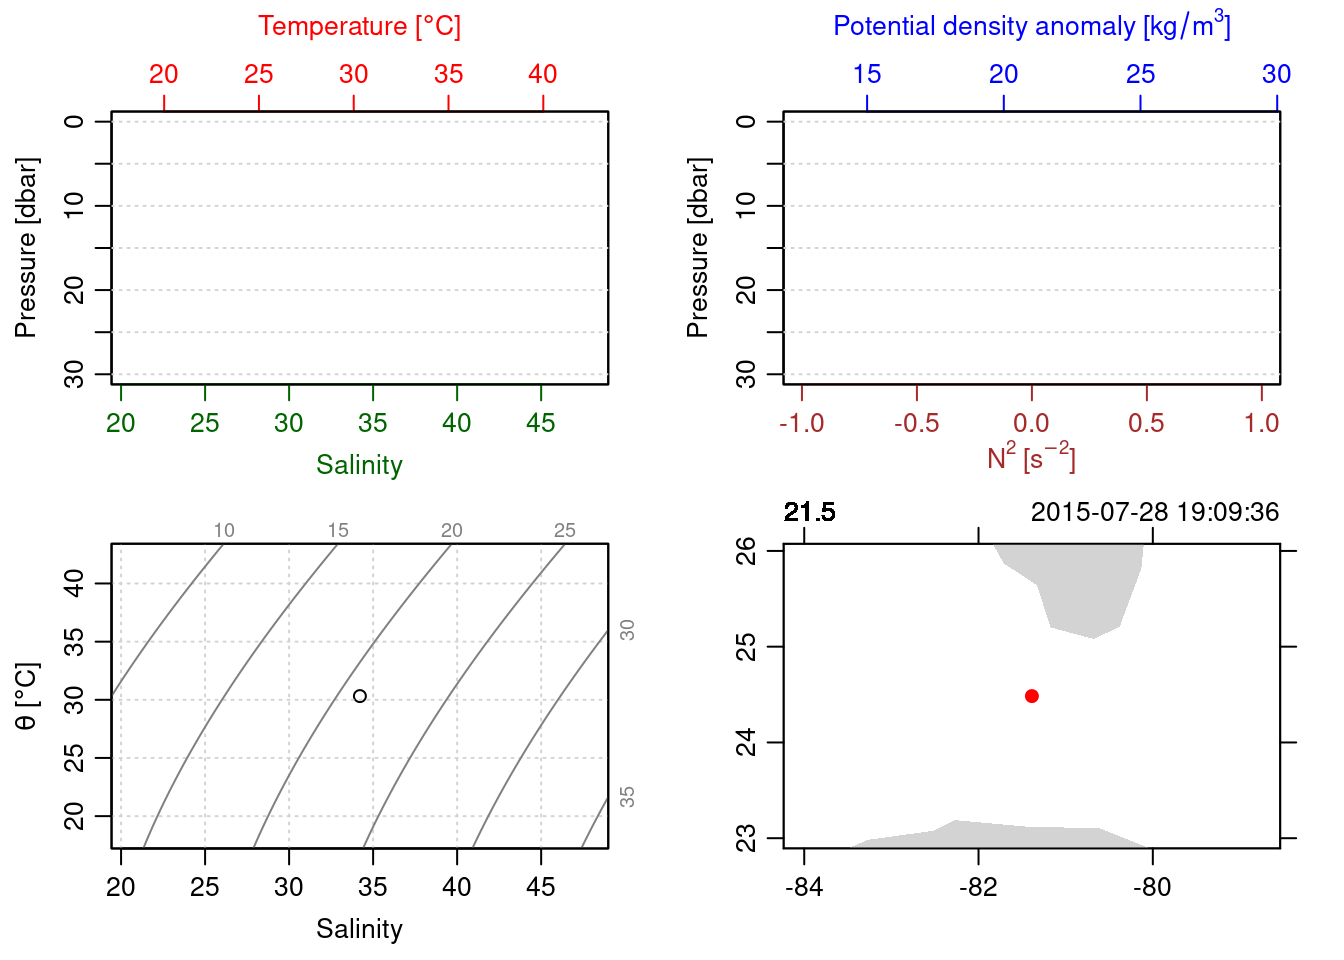 Temperature [°C]
20 25 30 35 40
0 10 20 30
Pressure [dbar]
20 25 30 35 40 45
Salinity
Potential density anomaly [kg/m³]
15 20 25 30
0 10 20 30
Pressure [dbar]
-1.0 -0.5 0.0 0.5 1.0
N² [s⁻²]
10 15 20 25
30
35
40 35 30 25 20
θ [°C]
20 25 30 35 40 45
Salinity
21.5 2015-07-28 19:09:36
26 25 24 23
-84 -82 -80